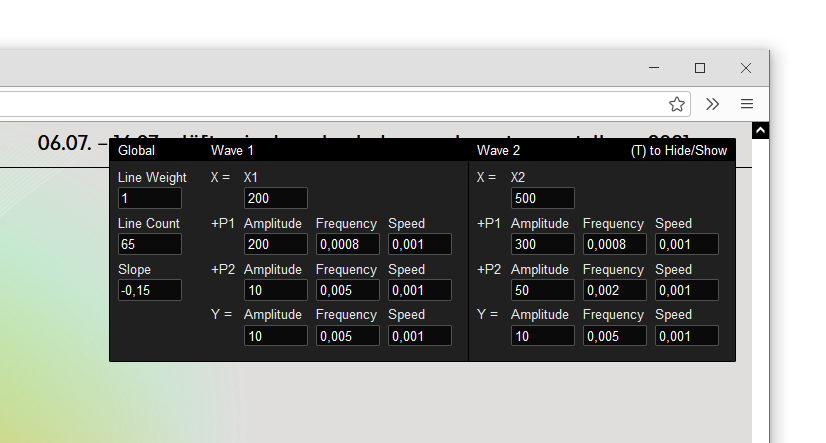 06.07. –
Global Wave 1 Wave 2 (T) to Hide/Show
Line Weight X = X1 X = X2
1 200 500
Line Count +P1 Amplitude Frequency Speed +P1 Amplitude Frequency Speed
65 200 0,0008 0,001 300 0,0008 0,001
Slope +P2 Amplitude Frequency Speed +P2 Amplitude Frequency Speed
-0,15 10 0,005 0,001 50 0,002 0,001
Y = Amplitude Frequency Speed Y = Amplitude Frequency Speed
10 0,005 0,001 10 0,005 0,001